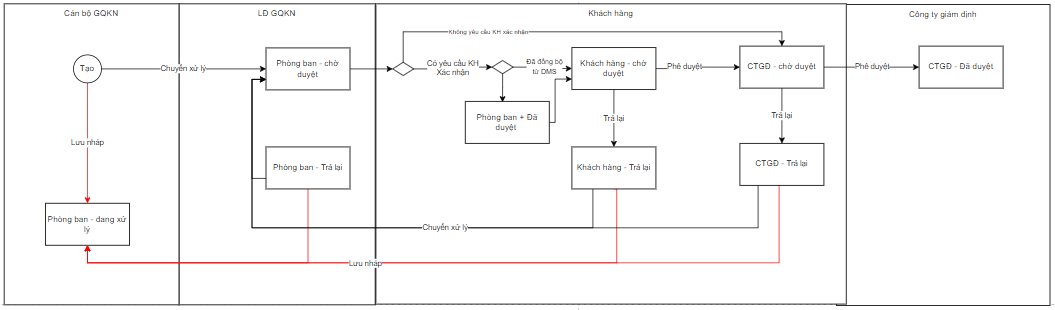 Cán bộ GQKN
LĐ GQKN
Khách hàng
Công ty giám định
Không yêu cầu KH xác nhận
Tạo
Chuyển xử lý
Phòng ban - chờ
duyệt
Có yêu cầu KH
Xác nhận
Đã đồng bộ
từ DMS
Khách hàng - chờ
duyệt
Phê duyệt
CTGĐ - chờ duyệt
Phê duyệt
CTGĐ - Đã duyệt
Phòng ban + Đã
duyệt
Trả lại
Trả lại
Lưu nháp
Phòng ban - Trả lại
Khách hàng - Trả lại
CTGĐ - Trả lại
Phòng ban - đang xử
lý
Chuyển xử lý
Lưu nháp